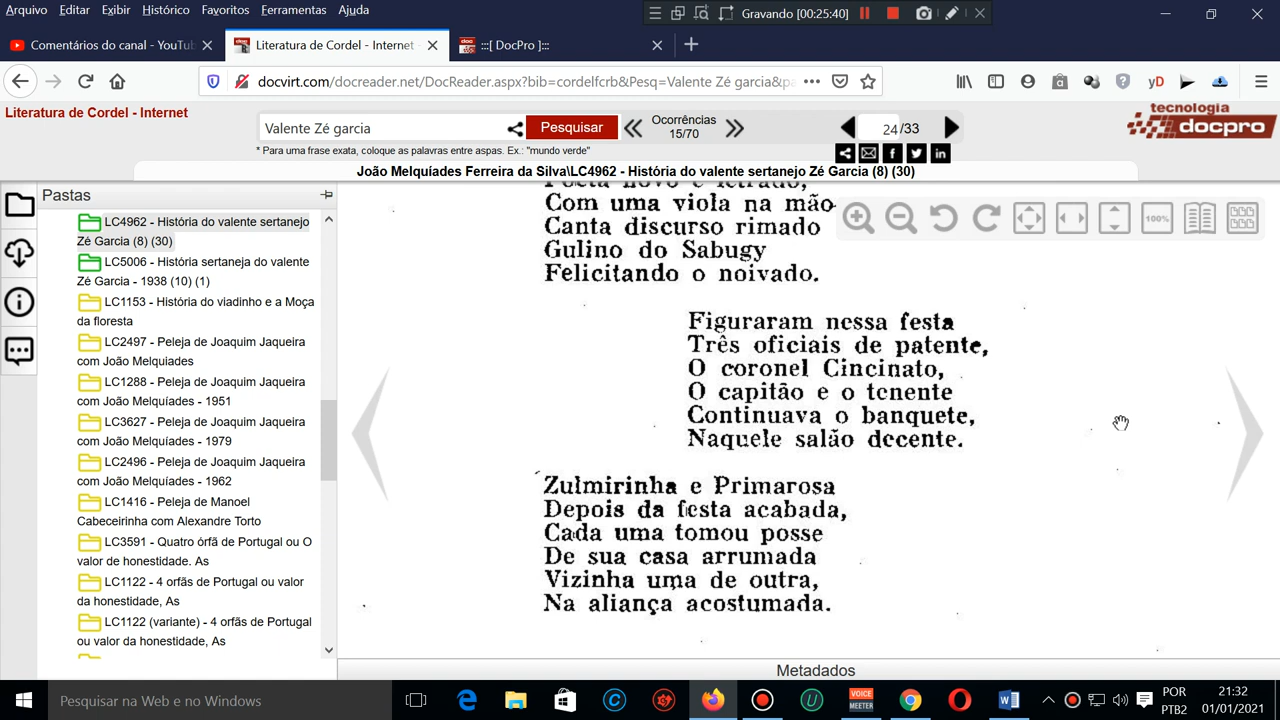 Arquivo Editar Exibir Histórico Favoritos Ferramentas Ajuda
Gravando [00:25:40]
Comentários do canal - YouTu
Literatura de Cordel - Internet -
:::[ DocPro ]:::
docvirt.com/docreader.net/DocReader.aspx?bib=cordelfcrb&Pesq=Valente Zé garcia&pa
yD
Literatura de Cordel - Internet
Valente Zé garcia
Pesquisar
Ocorrências
15/70
24 /33
tecnologia
docpro
* Para uma frase exata, coloque as palavras entre aspas. Ex.: "mundo verde"
João Melquíades Ferreira da Silva\LC4962 - História do valente sertanejo Zé Garcia (8) (30)
Pastas
LC4962 - História do valente sertanejo
Zé Garcia (8) (30)
LC5006 - História sertaneja do valente
Zé Garcia - 1938 (10) (1)
LC1153 - História do viadinho e a Moça
da floresta
LC2497 - Peleja de Joaquim Jaqueira
com João Melquiades
LC1288 - Peleja de Joaquim Jaqueira
com João Melquíades - 1951
LC3627 - Peleja de Joaquim Jaqueira
com João Melquíades - 1979
LC2496 - Peleja de Joaquim Jaqueira
com João Melquíades - 1962
LC1416 - Peleja de Manoel
Cabeceirinha com Alexandre Torto
LC3591 - Quatro órfã de Portugal ou O
valor de honestidade. As
LC1122 - 4 orfãs de Portugal ou valor
da honestidade, As
LC1122 (variante) - 4 orfãs de Portugal
ou valor da honestidade, As
100%
Poeta novo e letrado,
Com uma viola na mão
Canta discurso rimado
Gulino do Sabugy
Felicitando o noivado.
Figuraram nessa festa
Três oficiais de patente,
O coronel Cincinato,
O capitão e o tenente
Continuava o banquete,
Naquele salão decente.
Zulmirinha e Primarosa
Depois da festa acabada,
Cada uma tomou posse
De sua casa arrumada
Vizinha uma de outra,
Na aliança acostumada.
Metadados
Pesquisar na Web e no Windows
VOICE
MEETER
POR
PTB2
21:32
01/01/2021